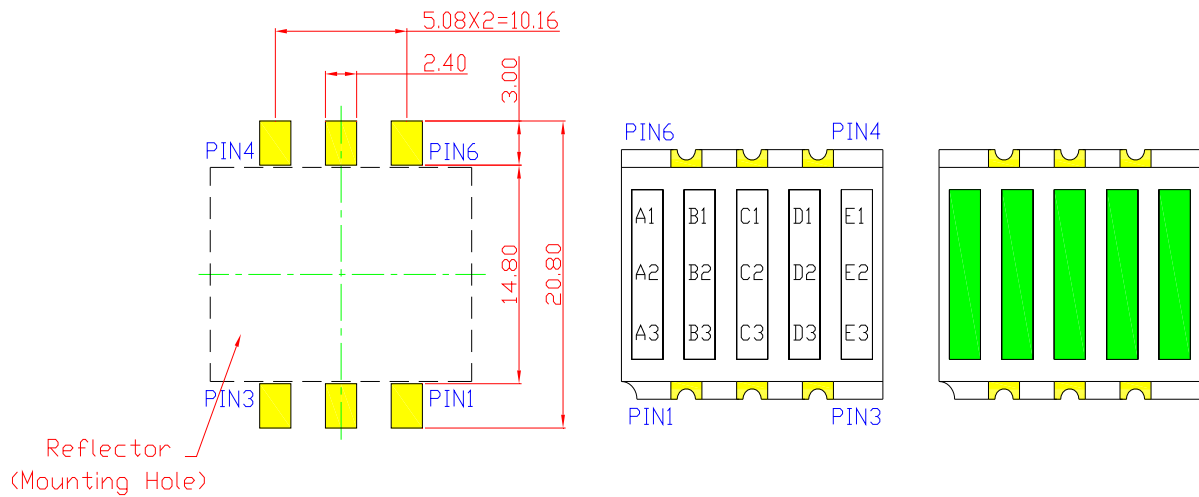 5.08X2=10.16
2.40
3.00
PIN4
PIN6
14.80
20.80
PIN3
PIN1
Reflector
(Mounting Hole)
PIN6
PIN4
A1 B1 C1 D1 E1
A2 B2 C2 D2 E2
A3 B3 C3 D3 E3
PIN1
PIN3